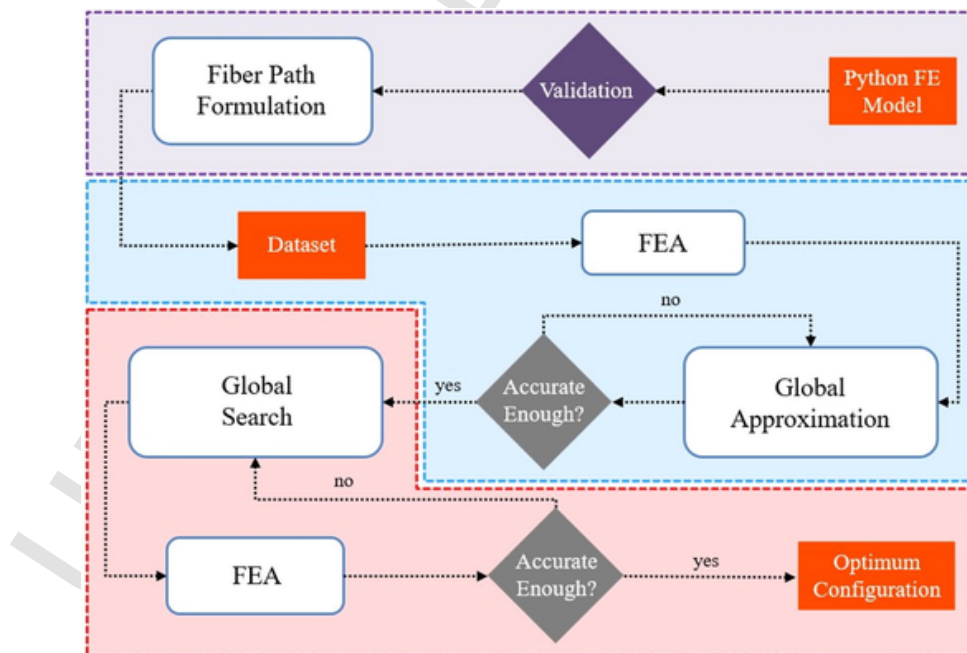 Fiber Path
Formulation
Validation
Python FE
Model
Dataset
FEA
no
Global
Search
yes
Accurate
Enough?
Global
Approximation
no
FEA
Accurate
Enough?
yes
Optimum
Configuration